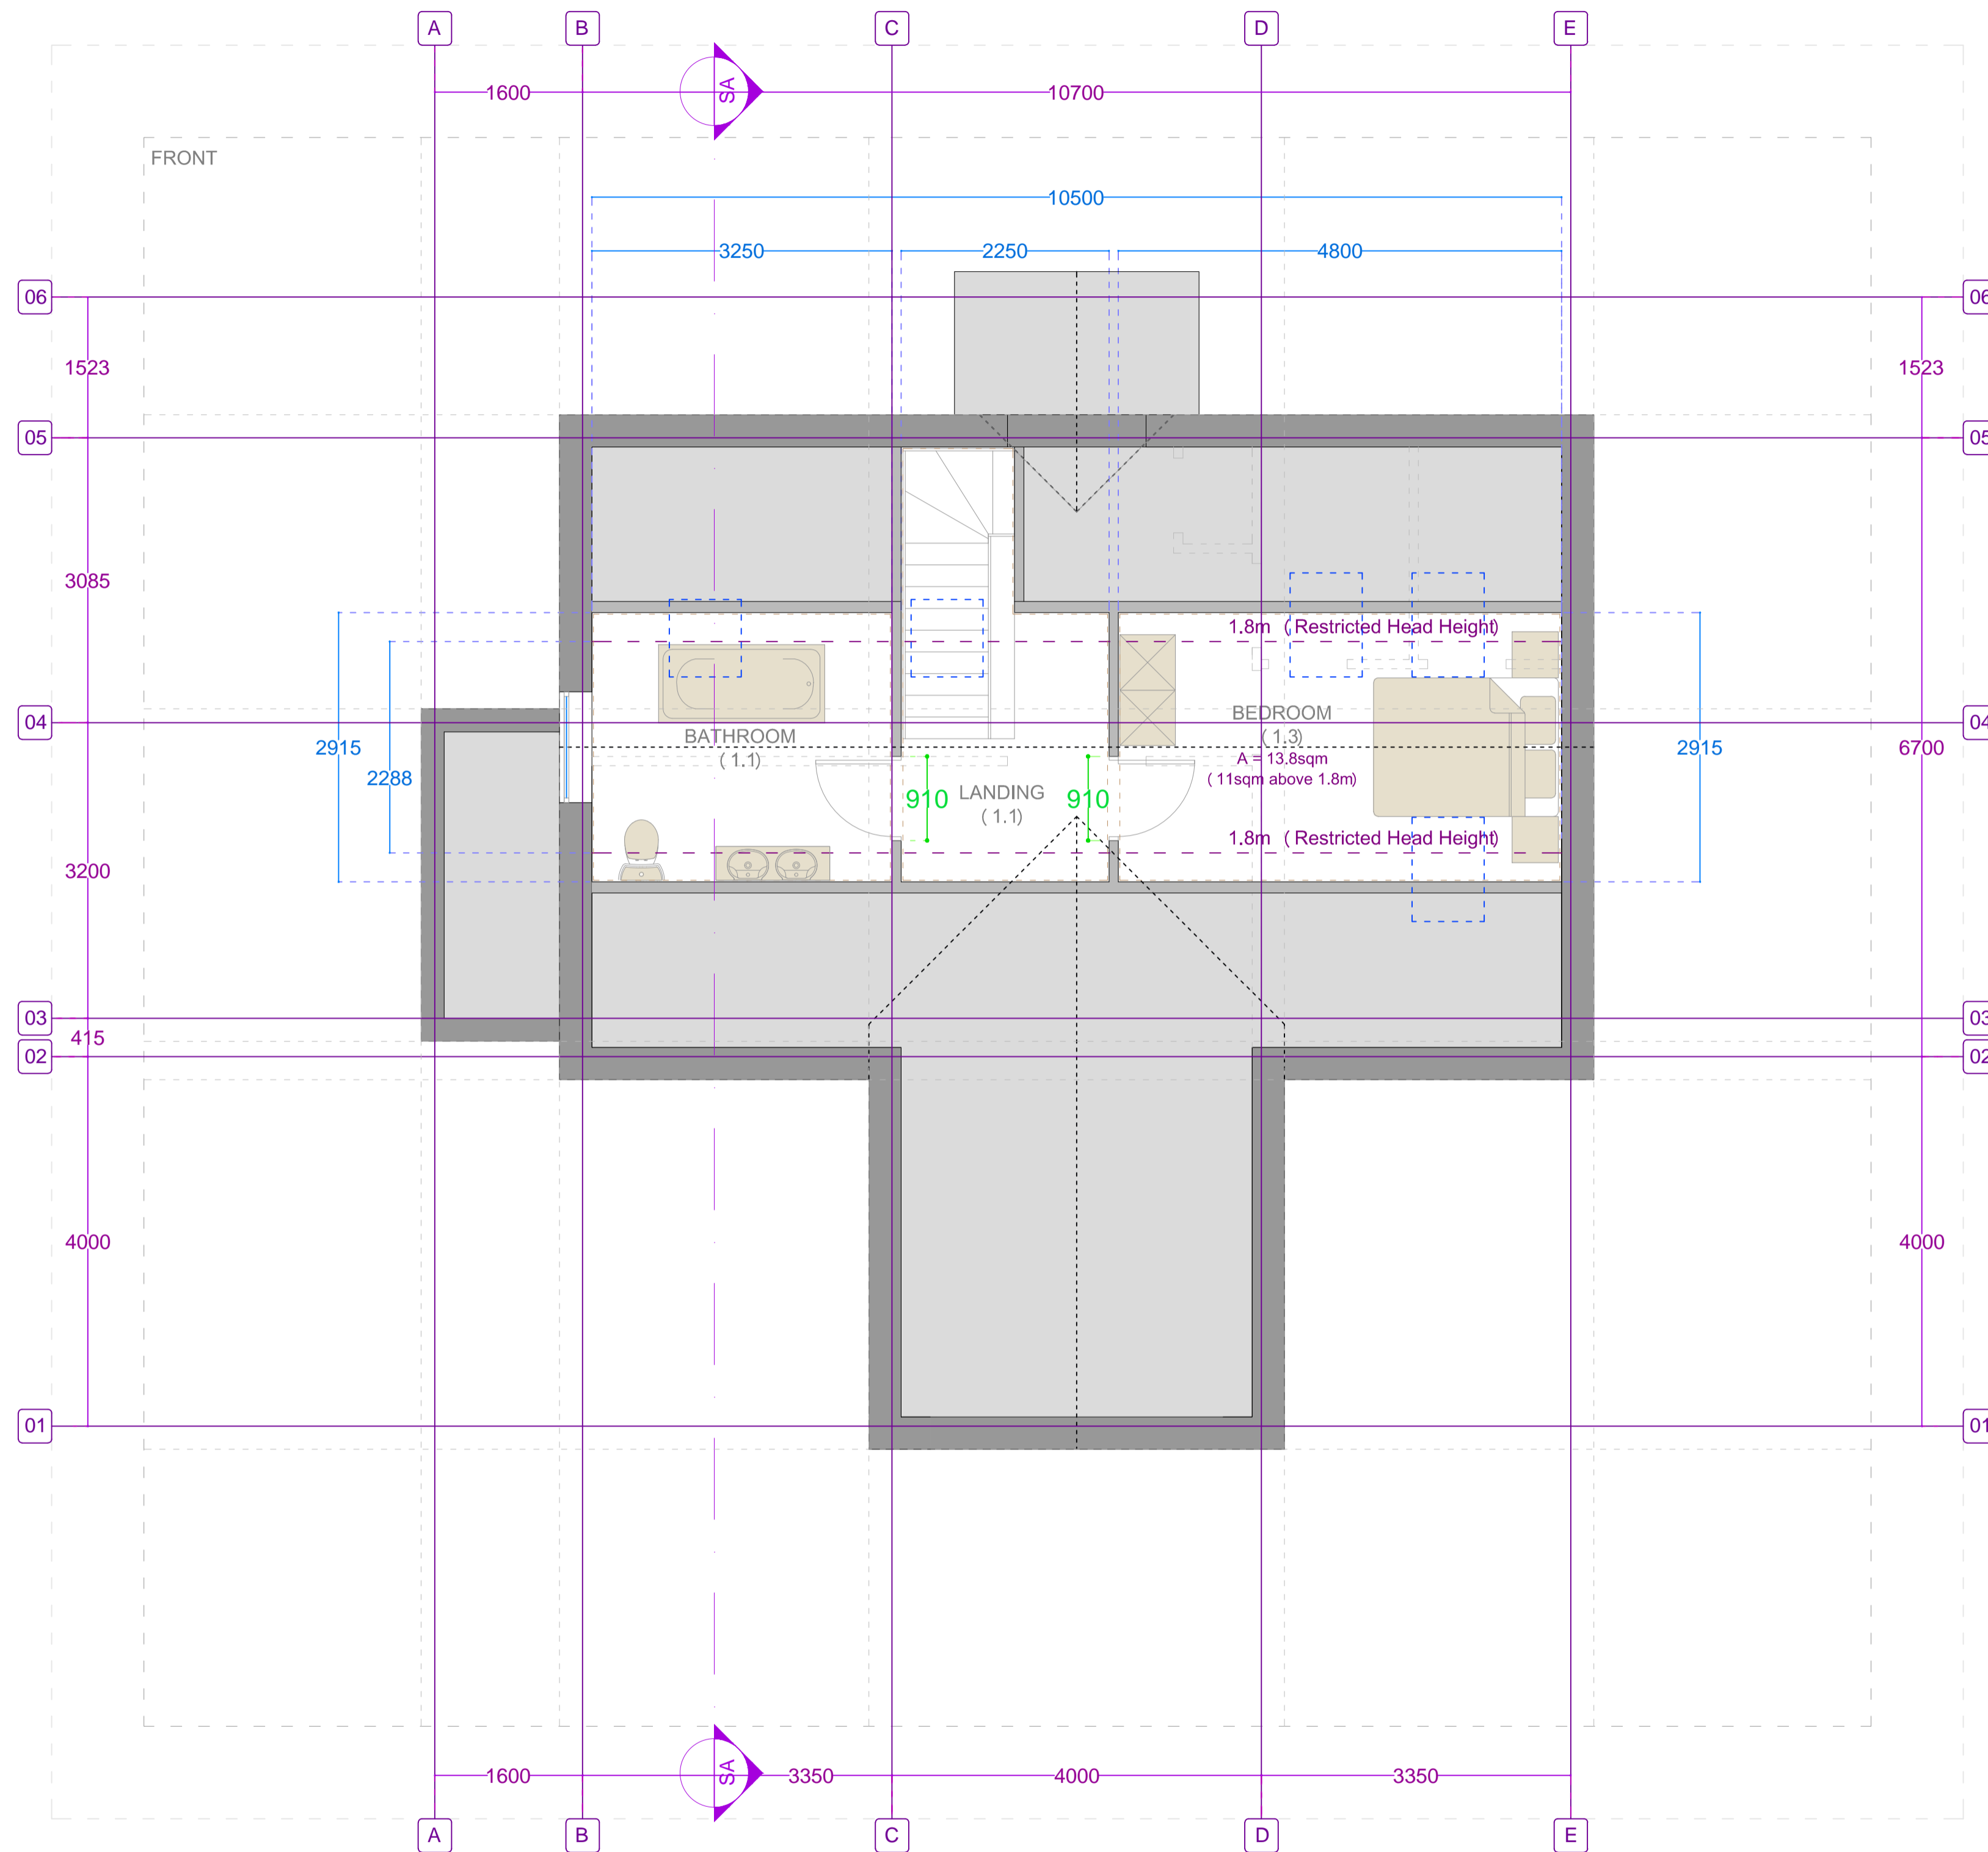 A B C D E
1600 SA 10700
FRONT
10500
3250 2250 4800
06 06
1523 1523
05 05
3085
1.8m ( Restricted Head Height)
04 04
BATHROOM
( 1.1)
BEDROOM
( 1.3)
A = 13.8sqm
( 11sqm above 1.8m)
2915 2915 6700
2288
910 910
LANDING
( 1.1)
1.8m ( Restricted Head Height)
3200
03 03
415
02 02
4000 4000
01 01
1600 SA 3350 4000 3350
A B C D E